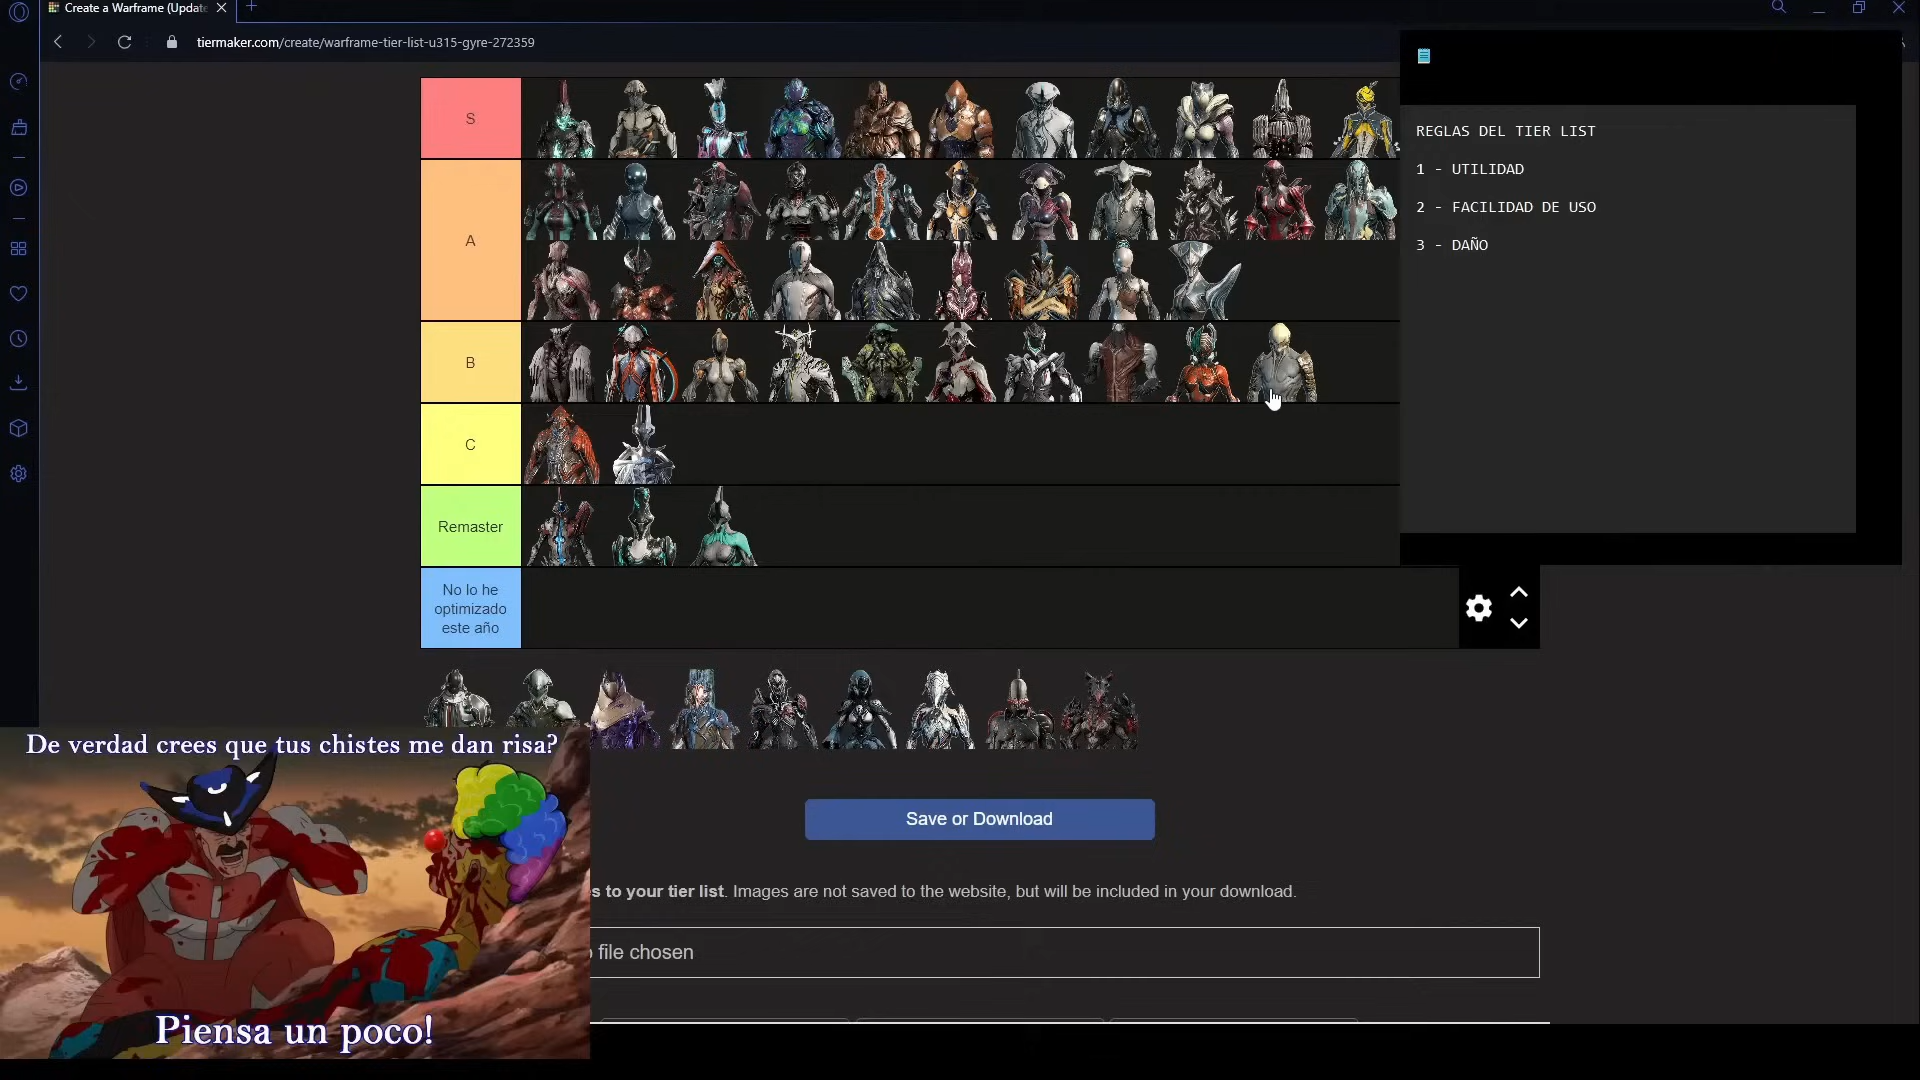 Create a Warframe (Updat
tiermaker.com/create/warframe-tier-list-u315-gyre-272359
S
A
B
C
Remaster
No lo he
optimizado
este año
REGLAS DEL TIER LIST
1 - UTILIDAD
2 - FACILIDAD DE USO
3 - DAÑO
De verdad crees que tus chistes me dan risa?
Piensa un poco!
Save or Download
s to your tier list. Images are not saved to the website, but will be included in your download.
file chosen